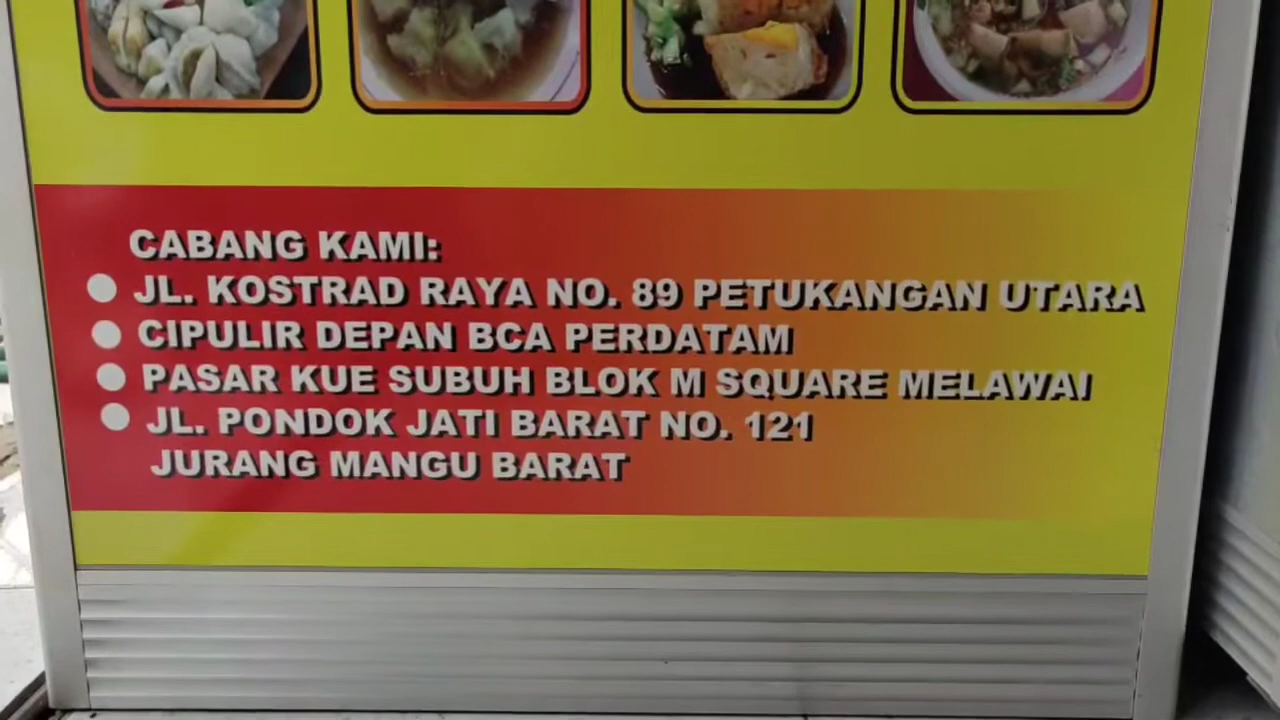 CABANG KAMI:
JL. KOSTRAD RAYA NO. 89 PETUKANGAN UTARA
CIPULIR DEPAN BCA PERDATAM
PASAR KUE SUBUH BLOK M SQUARE MELAWAI
JL. PONDOK JATI BARAT NO. 121
JURANG MANGU BARAT